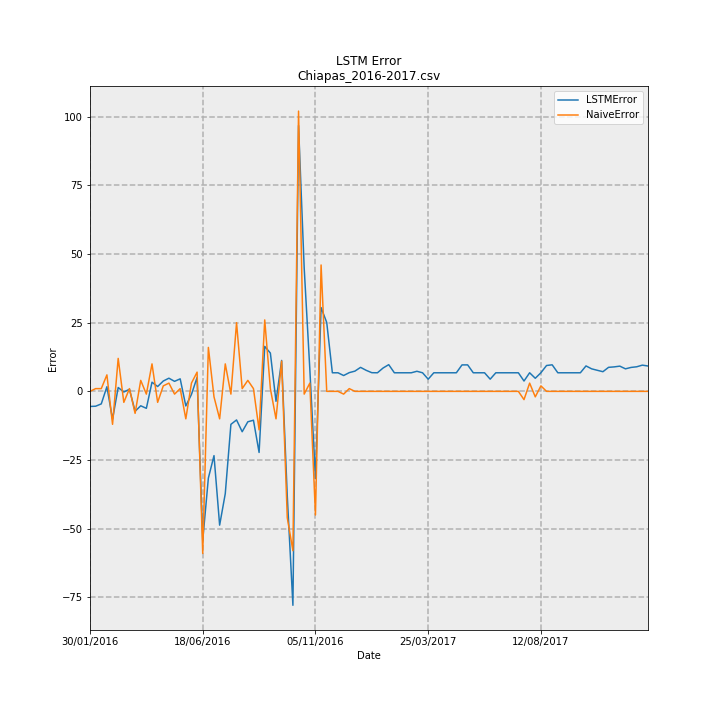 LSTM Error
Chiapas_2016-2017.csv
LSTMError
NaiveError
100
75
50
25
0
−25
−50
−75
Error
30/01/2016
18/06/2016
05/11/2016
25/03/2017
12/08/2017
Date